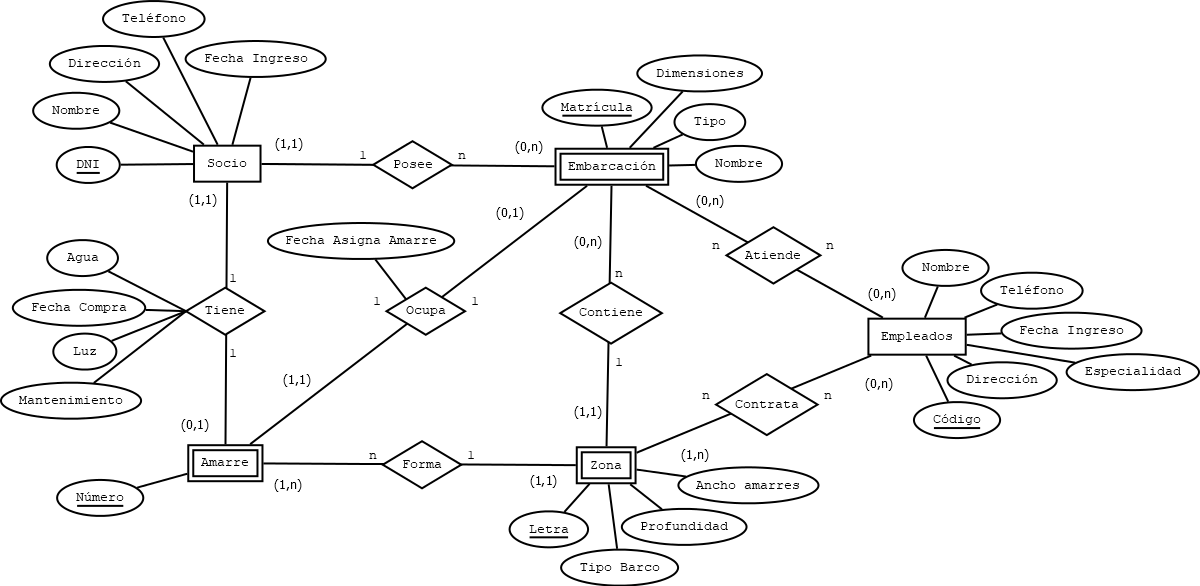 Teléfono
Dirección
Fecha Ingreso
Nombre
DNI
Socio
(1,1)
1
Posee
n
(0,n)
Dimensiones
Matrícula
Tipo
Nombre
Embarcación
(1,1)
(0,1)
(0,n)
(0,n)
Fecha Asigna Amarre
n
Atiende
n
Agua
1
n
Nombre
Teléfono
(0,n)
Fecha Compra
Tiene
1
Ocupa
1
Contiene
Fecha Ingreso
Empleados
Luz
1
1
Especialidad
(1,1)
Dirección
(0,n)
Mantenimiento
n
Contrata
n
(0,1)
(1,1)
Código
Amarre
n
Forma
1
Zona
(1,n)
(1,n)
(1,1)
Ancho amarres
Número
Letra
Profundidad
Tipo Barco